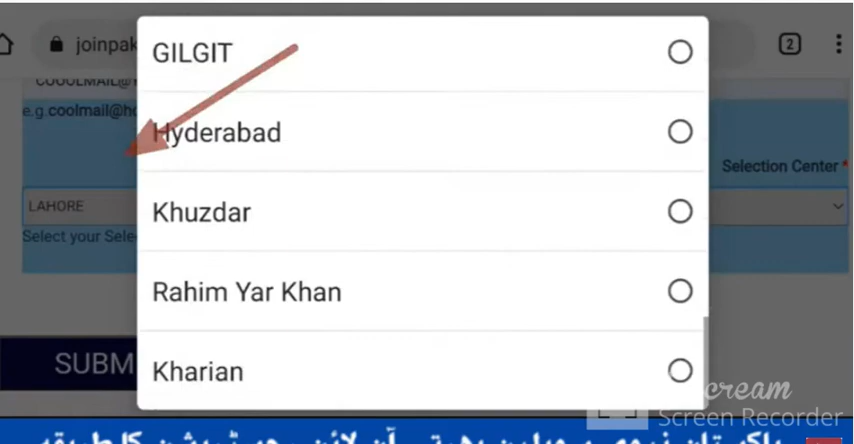 joinpak
2
GILGIT
e.g.coolmail@ho
Hyderabad
Selection Center *
LAHORE
Khuzdar
Select your Sele
Rahim Yar Khan
SUBM
Kharian
cream
Screen Recorder